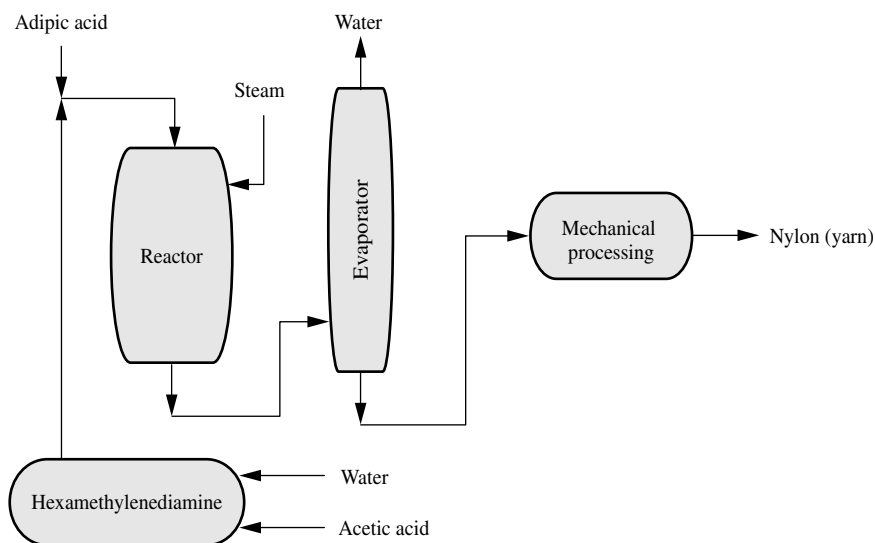 Adipic acid
Water
Steam
Evaporator
Mechanical
processing
Nylon (yarn)
Reactor
Water
Hexamethylenediamine
Acetic acid